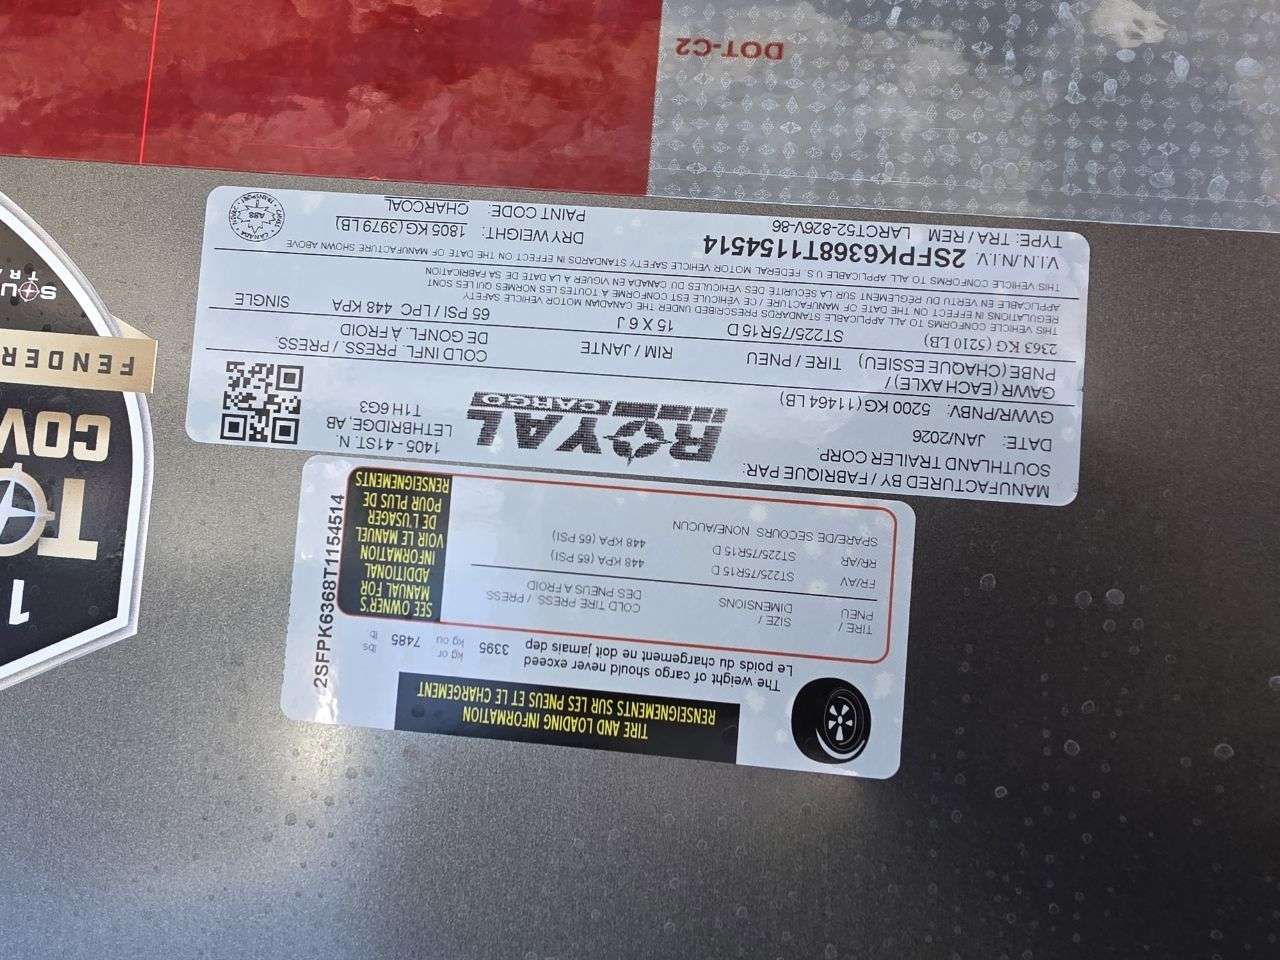 DOT-C2
MANUFACTURED BY / FABRIQUE PAR:
SOUTHLAND TRAILER CORP.
DATE: JAN/2026
ROYAL
CARGO
1405 - 41ST. N.
LETHBRIDGE, AB
T1H 6G3
GVWR/PNBV: 5200 KG (11464 LB)
GAWR (EACH AXLE) /
PNBE (CHAQUE ESSIEU) TIRE / PNEU RIM / JANTE COLD INFL. PRESS. / PRESS.
DE GONFL. A FROID
2363 KG (5210 LB) ST225/75R15 D 15 X 6 J 65 PSI / LPC 448 KPA SINGLE
THIS VEHICLE CONFORMS TO ALL APPLICABLE STANDARDS PRESCRIBED UNDER THE CANADIAN MOTOR VEHICLE SAFETY
REGULATIONS IN EFFECT ON THE DATE OF MANUFACTURE / CE VÉHICULE EST CONFORME À TOUTES LES NORMES QUI LES SONT
APPLICABLE EN VERTU DU RÈGLEMENT SUR LA SÉCURITÉ DES VÉHICULES DU CANADA EN VIGUER À LA DATE DE SA FABRICATION
THIS VEHICLE CONFORMS TO ALL APPLICABLE U.S. FEDERAL MOTOR VEHICLE SAFETY STANDARDS IN EFFECT ON THE DATE OF MANUFACTURE SHOWN ABOVE
V.I.N./N.I.V. 2SFPK6368T1154514 DRY WEIGHT: 1805 KG (3979 LB)
TYPE: TRA / REM LARCT52-826V-86 PAINT CODE: CHARCOAL
TIRE AND LOADING INFORMATION
RENSEIGNEMENTS SUR LES PNEUS ET LE CHARGEMENT
The weight of cargo should never exceed
Le poids du chargement ne doit jamais dep
3395 kg or
kg ou 7485 lbs
lb
TIRE /
PNEU SIZE /
DIMENSIONS COLD TIRE PRESS. / PRESS
DES PNEUS A FROID
FR/AV ST225/75R15 D 448 KPA (65 PSI)
RR/AR ST225/75R15 D 448 KPA (65 PSI)
SPARE/DE SECOURS NONE/AUCUN
SEE OWNER'S
MANUAL FOR
ADDITIONAL
INFORMATION
VOIR LE MANUEL
DE L'USAGER
POUR PLUS DE
RENSEIGNEMENTS
2SFPK6368T1154514
FENDER
COV
1